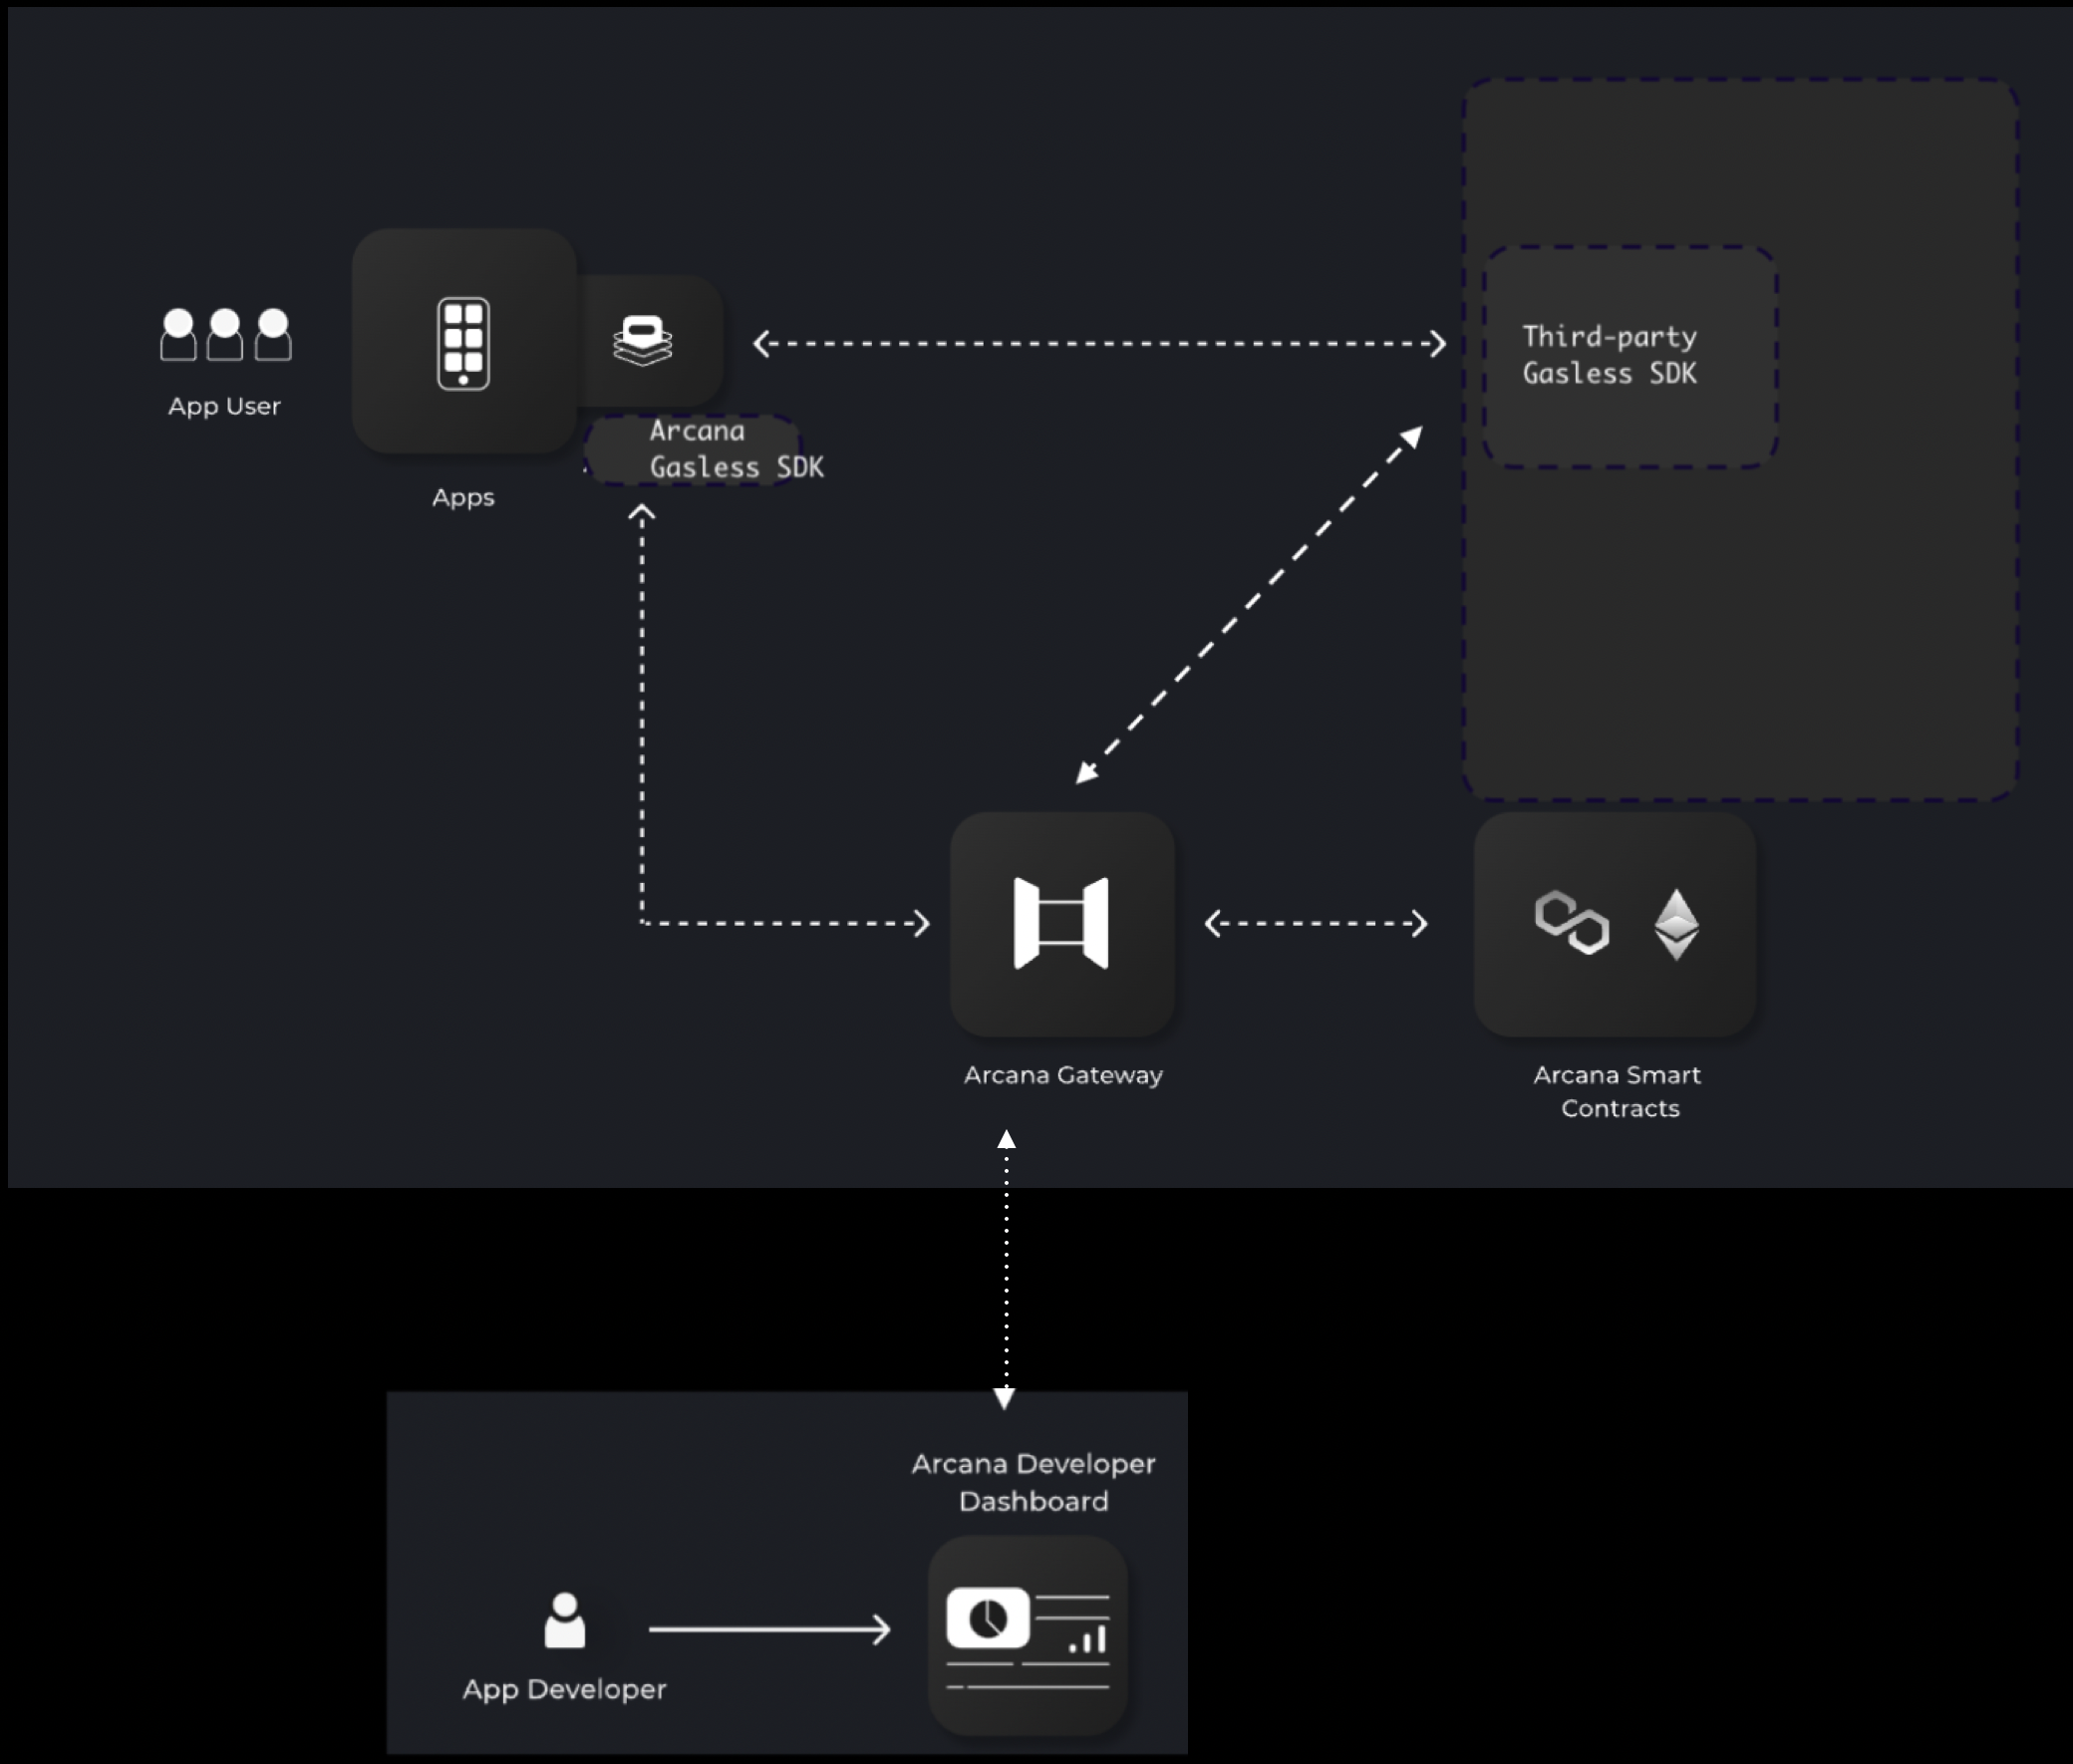 Third-party
Gasless SDK
App User
Arcana
Gasless SDK
Apps
Arcana Gateway
Arcana Smart
Contracts
Arcana Developer
Dashboard
App Developer